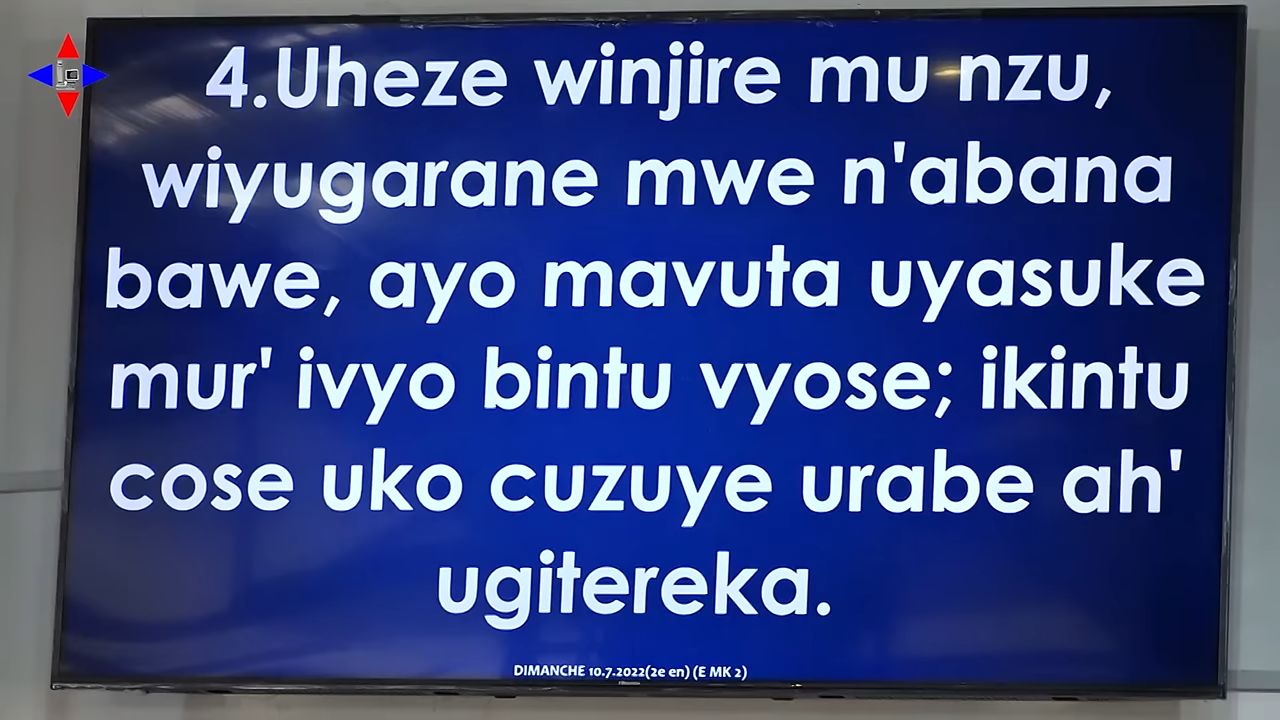 4.Uheze winjire mu nzu,
wiyugarane mwe n'abana
bawe, ayo mavuta uyasuke
mur' ivyo bintu vyose; ikintu
cose uko cuzuye urabe ah'
ugitereka.
DIMANCHE 10.7.2022(2e en) (E MK 2)